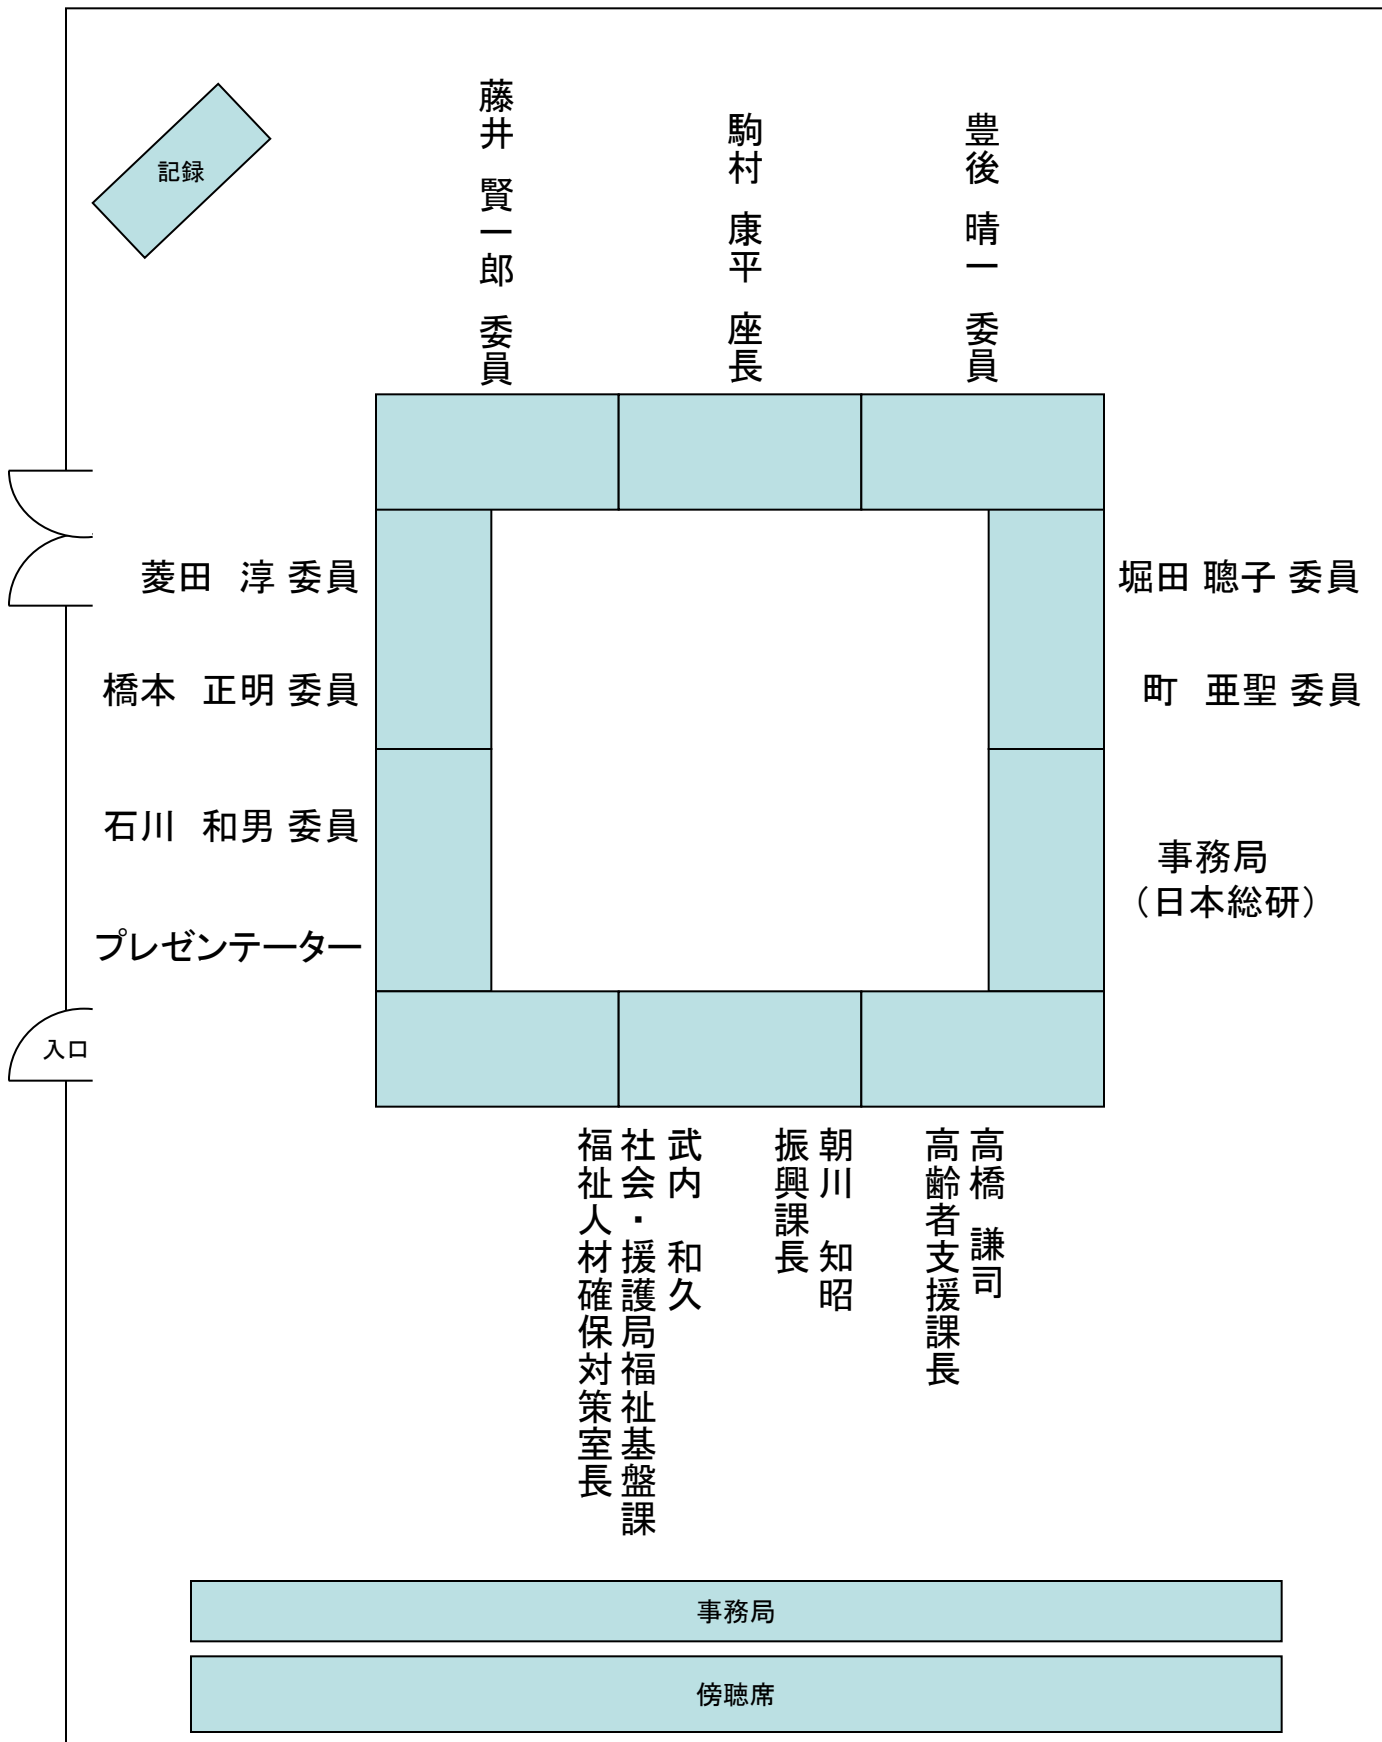 記録
藤井 賢一郎 委員
駒村 康平 座長
豊後 晴一 委員
菱田 淳 委員
橋本 正明 委員
石川 和男 委員
プレゼンテーター
堀田 聰子 委員
町 亜聖 委員
事務局
（日本総研）
入口
武内 和久
社会・援護局福祉基盤課
福祉人材確保対策室長
朝川 知昭
振興課長
高橋 謙司
高齢者支援課長
事務局
傍聴席